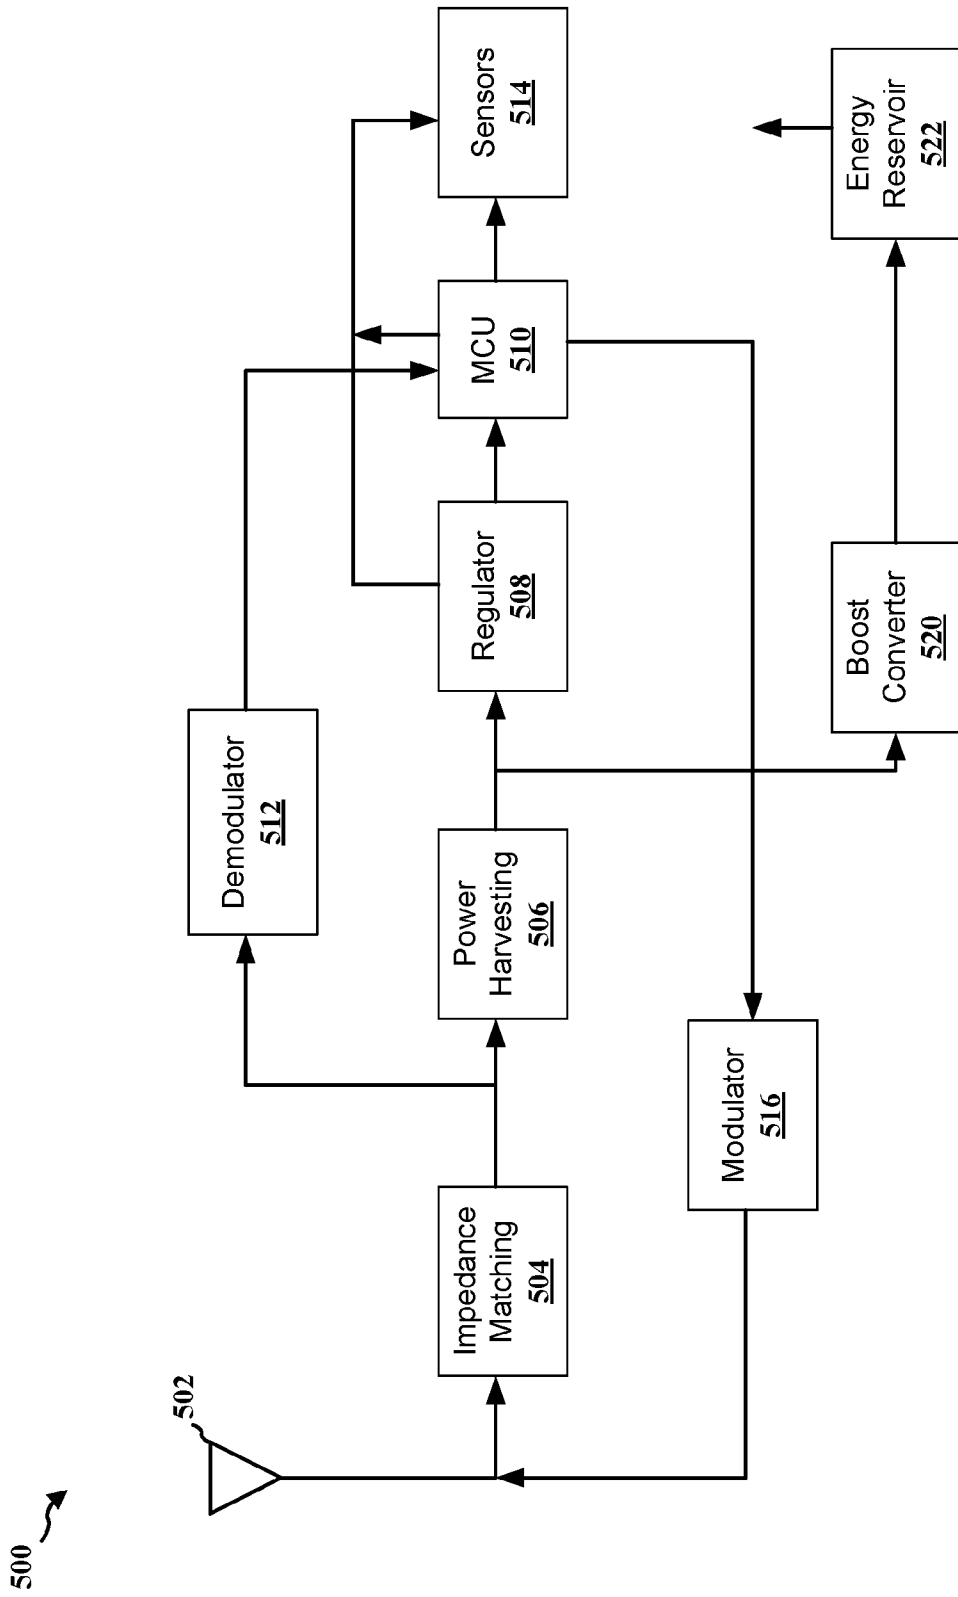 500
502
Impedance
Matching
504
Demodulator
512
Power
Harvesting
506
Regulator
508
MCU
510
Sensors
514
Modulator
516
Boost
Converter
520
Energy
Reservoir
522